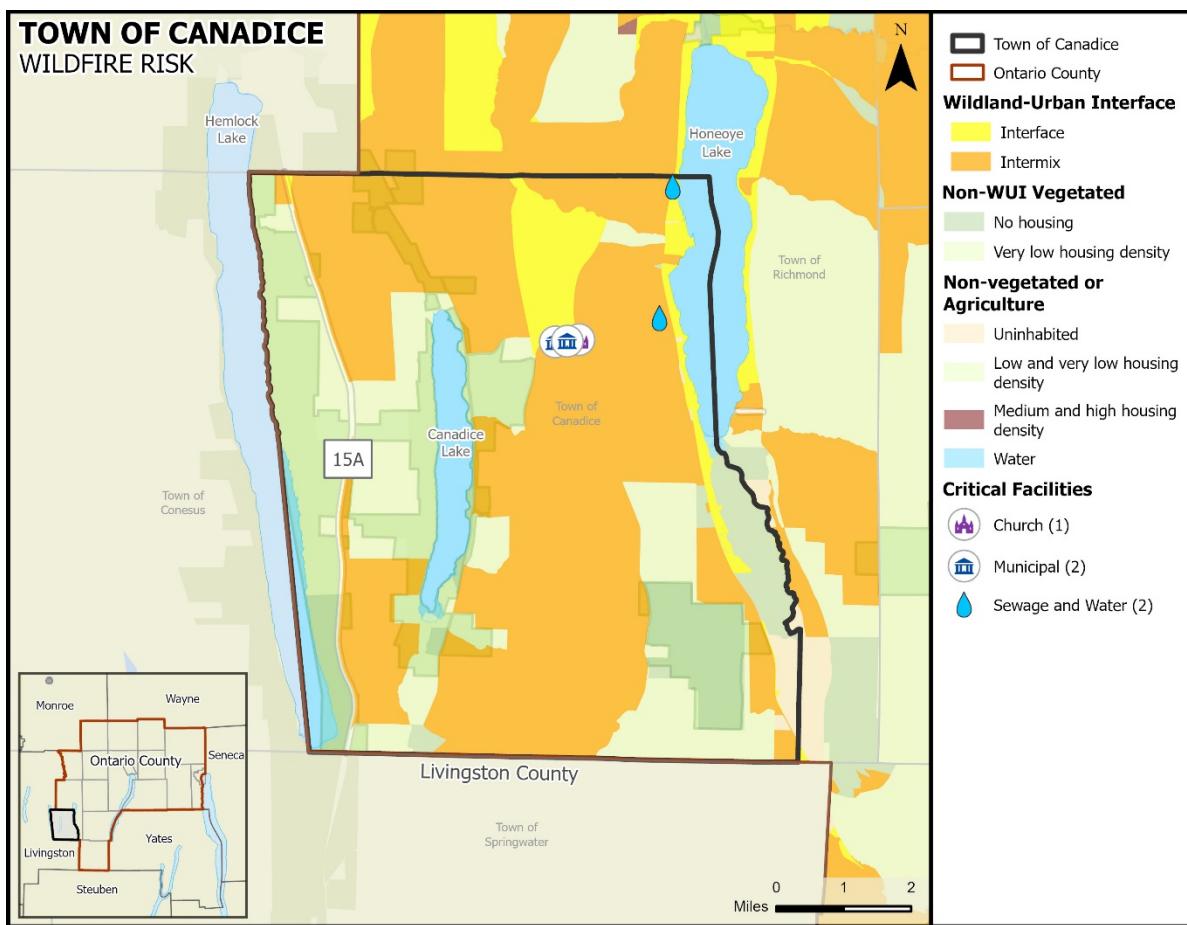 TOWN OF CANADICE
WILDFIRE RISK
N
Hemlock
Lake
Honeoye
Lake
Town of
Richmond
Town of
Canadice
Canadice
Lake
15A
Town of
Conesus
Livingston County
Town of
Springwater
0 1 2
Miles
Monroe
Wayne
Seneca
Ontario County
Yates
Livingston
Steuben
Town of Canadice
Ontario County
Wildland-Urban Interface
Interface
Intermix
Non-WUI Vegetated
No housing
Very low housing density
Non-vegetated or
Agriculture
Uninhabited
Low and very low housing
density
Medium and high housing
density
Water
Critical Facilities
Church (1)
Municipal (2)
Sewage and Water (2)